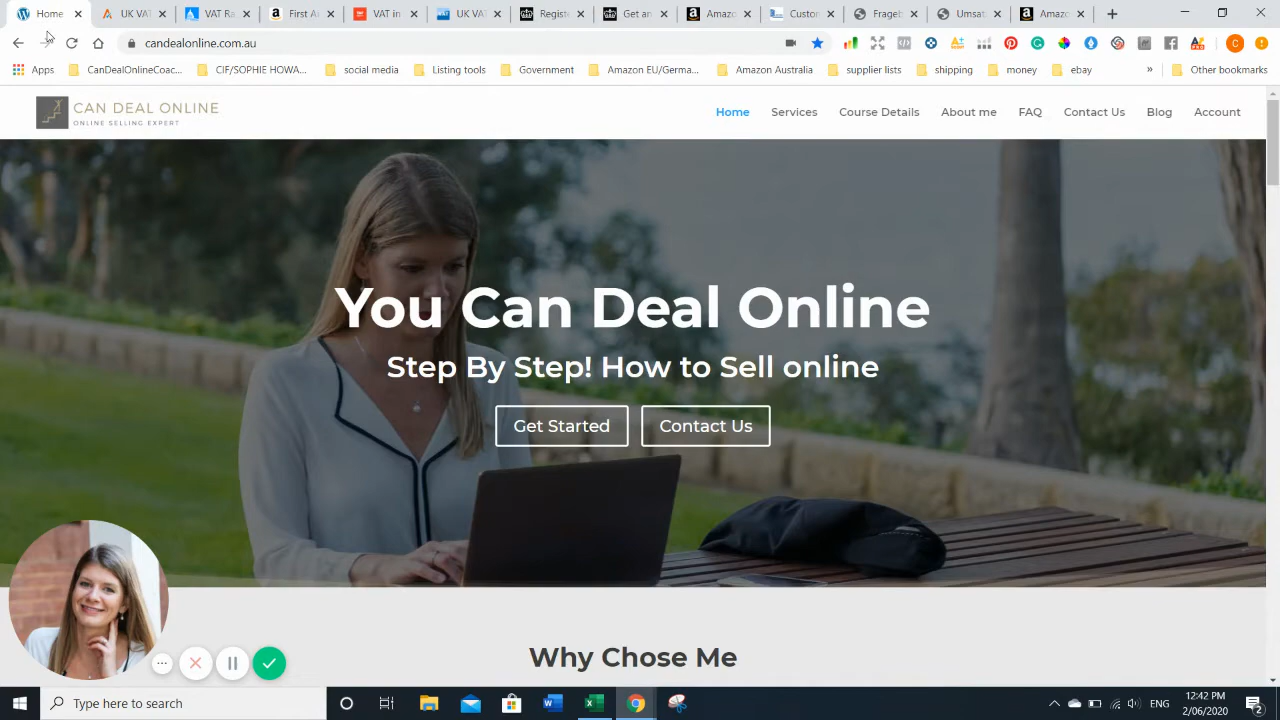 Home
UK VAT
VAT Ra
First A
VAT in
UK VAT
Registe
Get an
Amazo
Custom
Frageb
Umsat
Amazo
candealonline.com.au
Apps
CanDealOnlineCoac...
CIF/SOPHIE HOWA...
social media
Listing tools
Government
Amazon EU/Germa...
Amazon Australia
supplier lists
shipping
money
ebay
»
Other bookmarks
CAN DEAL ONLINE
ONLINE SELLING EXPERT
Home
Services
Course Details
About me
FAQ
Contact Us
Blog
Account
You Can Deal Online
Step By Step! How to Sell online
Get Started
Contact Us
Why Chose Me
Type here to search
ENG
12:42 PM
2/06/2020
2